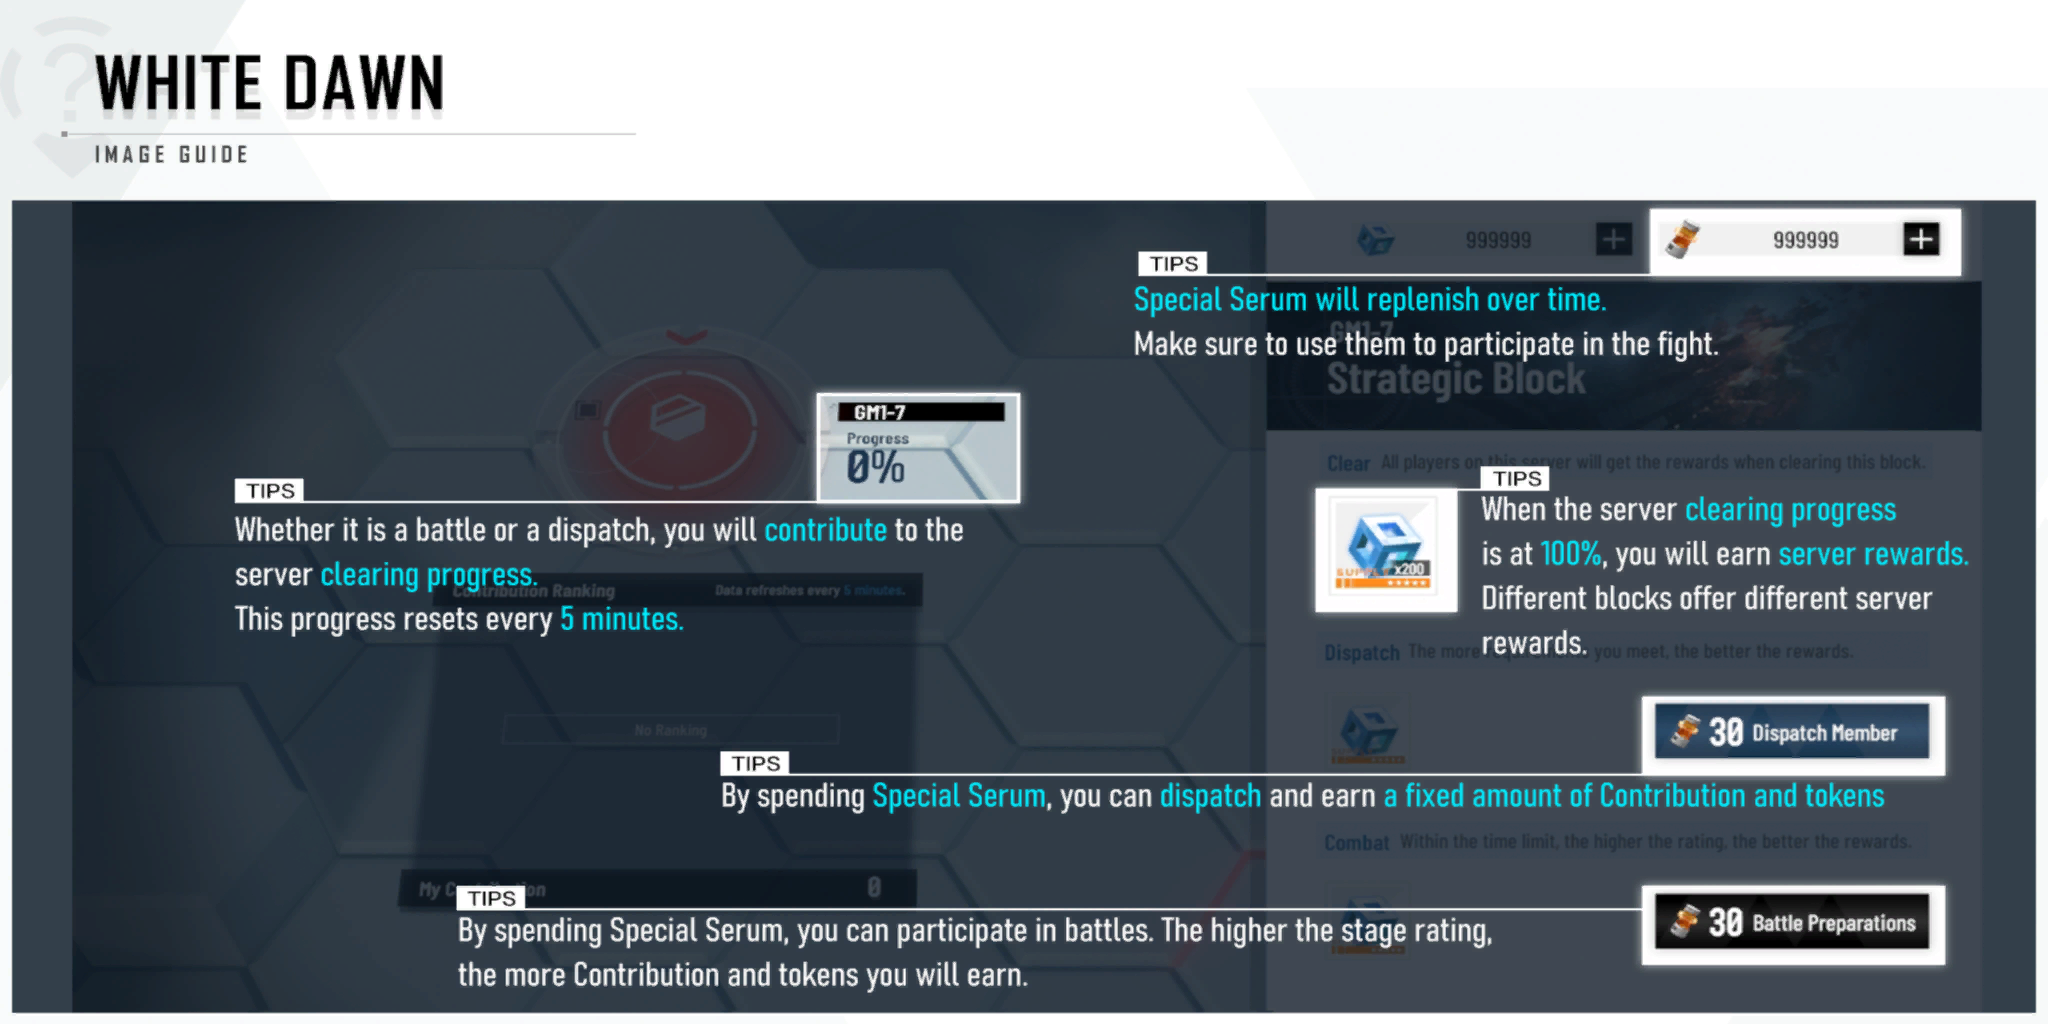 WHITE DAWN
IMAGE GUIDE
999999
999999
TIPS
Special Serum will replenish over time.
Make sure to use them to participate in the fight.
GM1-7
Strategic Block
GM1-7
Progress
0%
Clear All players on this server will get the rewards when clearing this block.
TIPS
When the server clearing progress
is at 100%, you will earn server rewards.
Different blocks offer different server
rewards.
x200
TIPS
Whether it is a battle or a dispatch, you will contribute to the
server clearing progress.
This progress resets every 5 minutes.
Contribution Ranking Data refreshes every 5 minutes.
Dispatch The more you meet, the better the rewards.
No Ranking
30 Dispatch Member
TIPS
By spending Special Serum, you can dispatch and earn a fixed amount of Contribution and tokens
Combat Within the time limit, the higher the rating, the better the rewards.
My 0
TIPS
By spending Special Serum, you can participate in battles. The higher the stage rating,
the more Contribution and tokens you will earn.
30 Battle Preparations